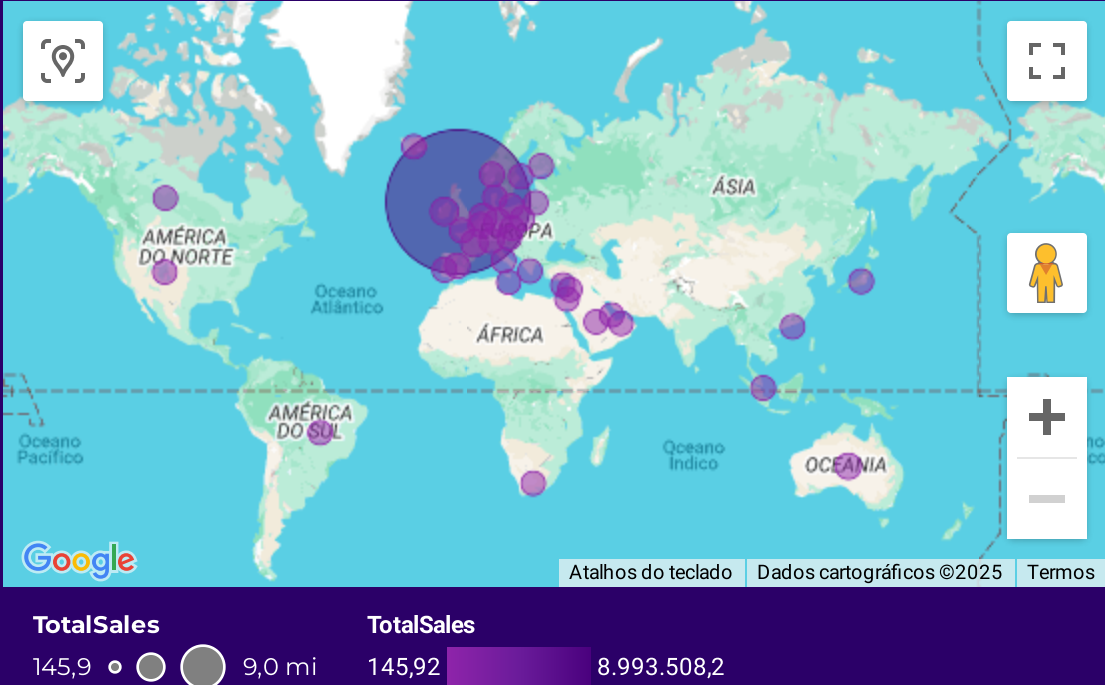 ÁSIA
AMÉRICA
DO NORTE
EUROPA
Oceano
Atlântico
ÁFRICA
AMÉRICA
DO SUL
Oceano
Pacífico
Oceano
Índico
OCEANIA
Google
Atalhos do teclado
Dados cartográficos ©2025
Termos
TotalSales
145,9
9,0 mi
TotalSales
145,92
8.993.508,2